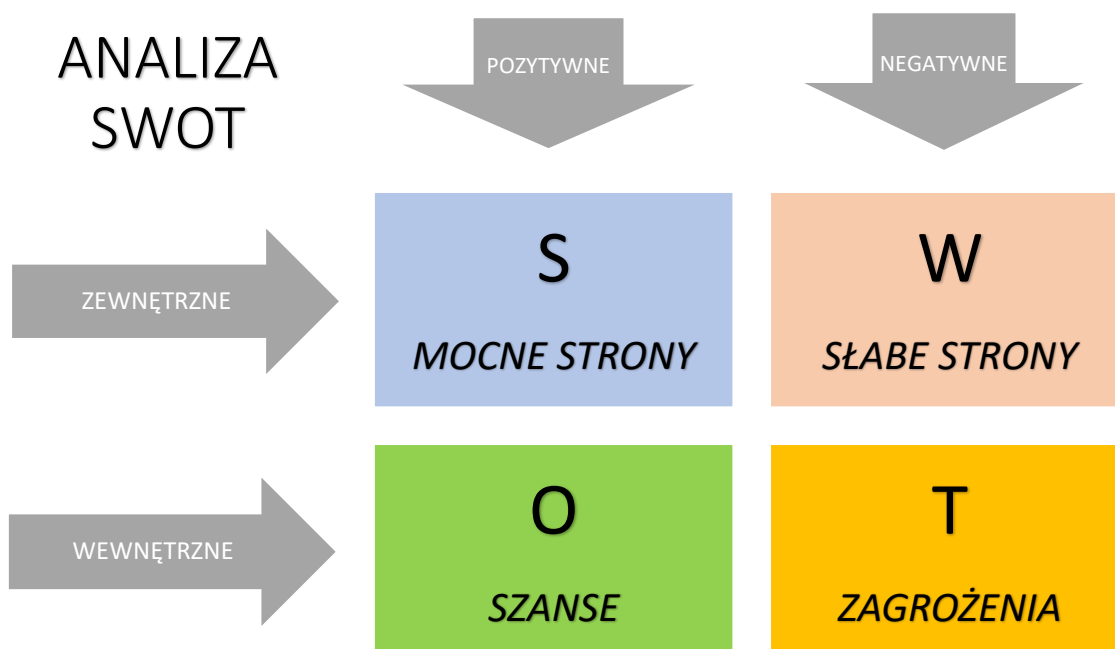 ANALIZA
SWOT
POZYTYWNE
NEGATYWNE
ZEWNĘTRZNE
S
MOCNE STRONY
W
SŁABE STRONY
WEWNĘTRZNE
O
SZANSE
T
ZAGROŻENIA